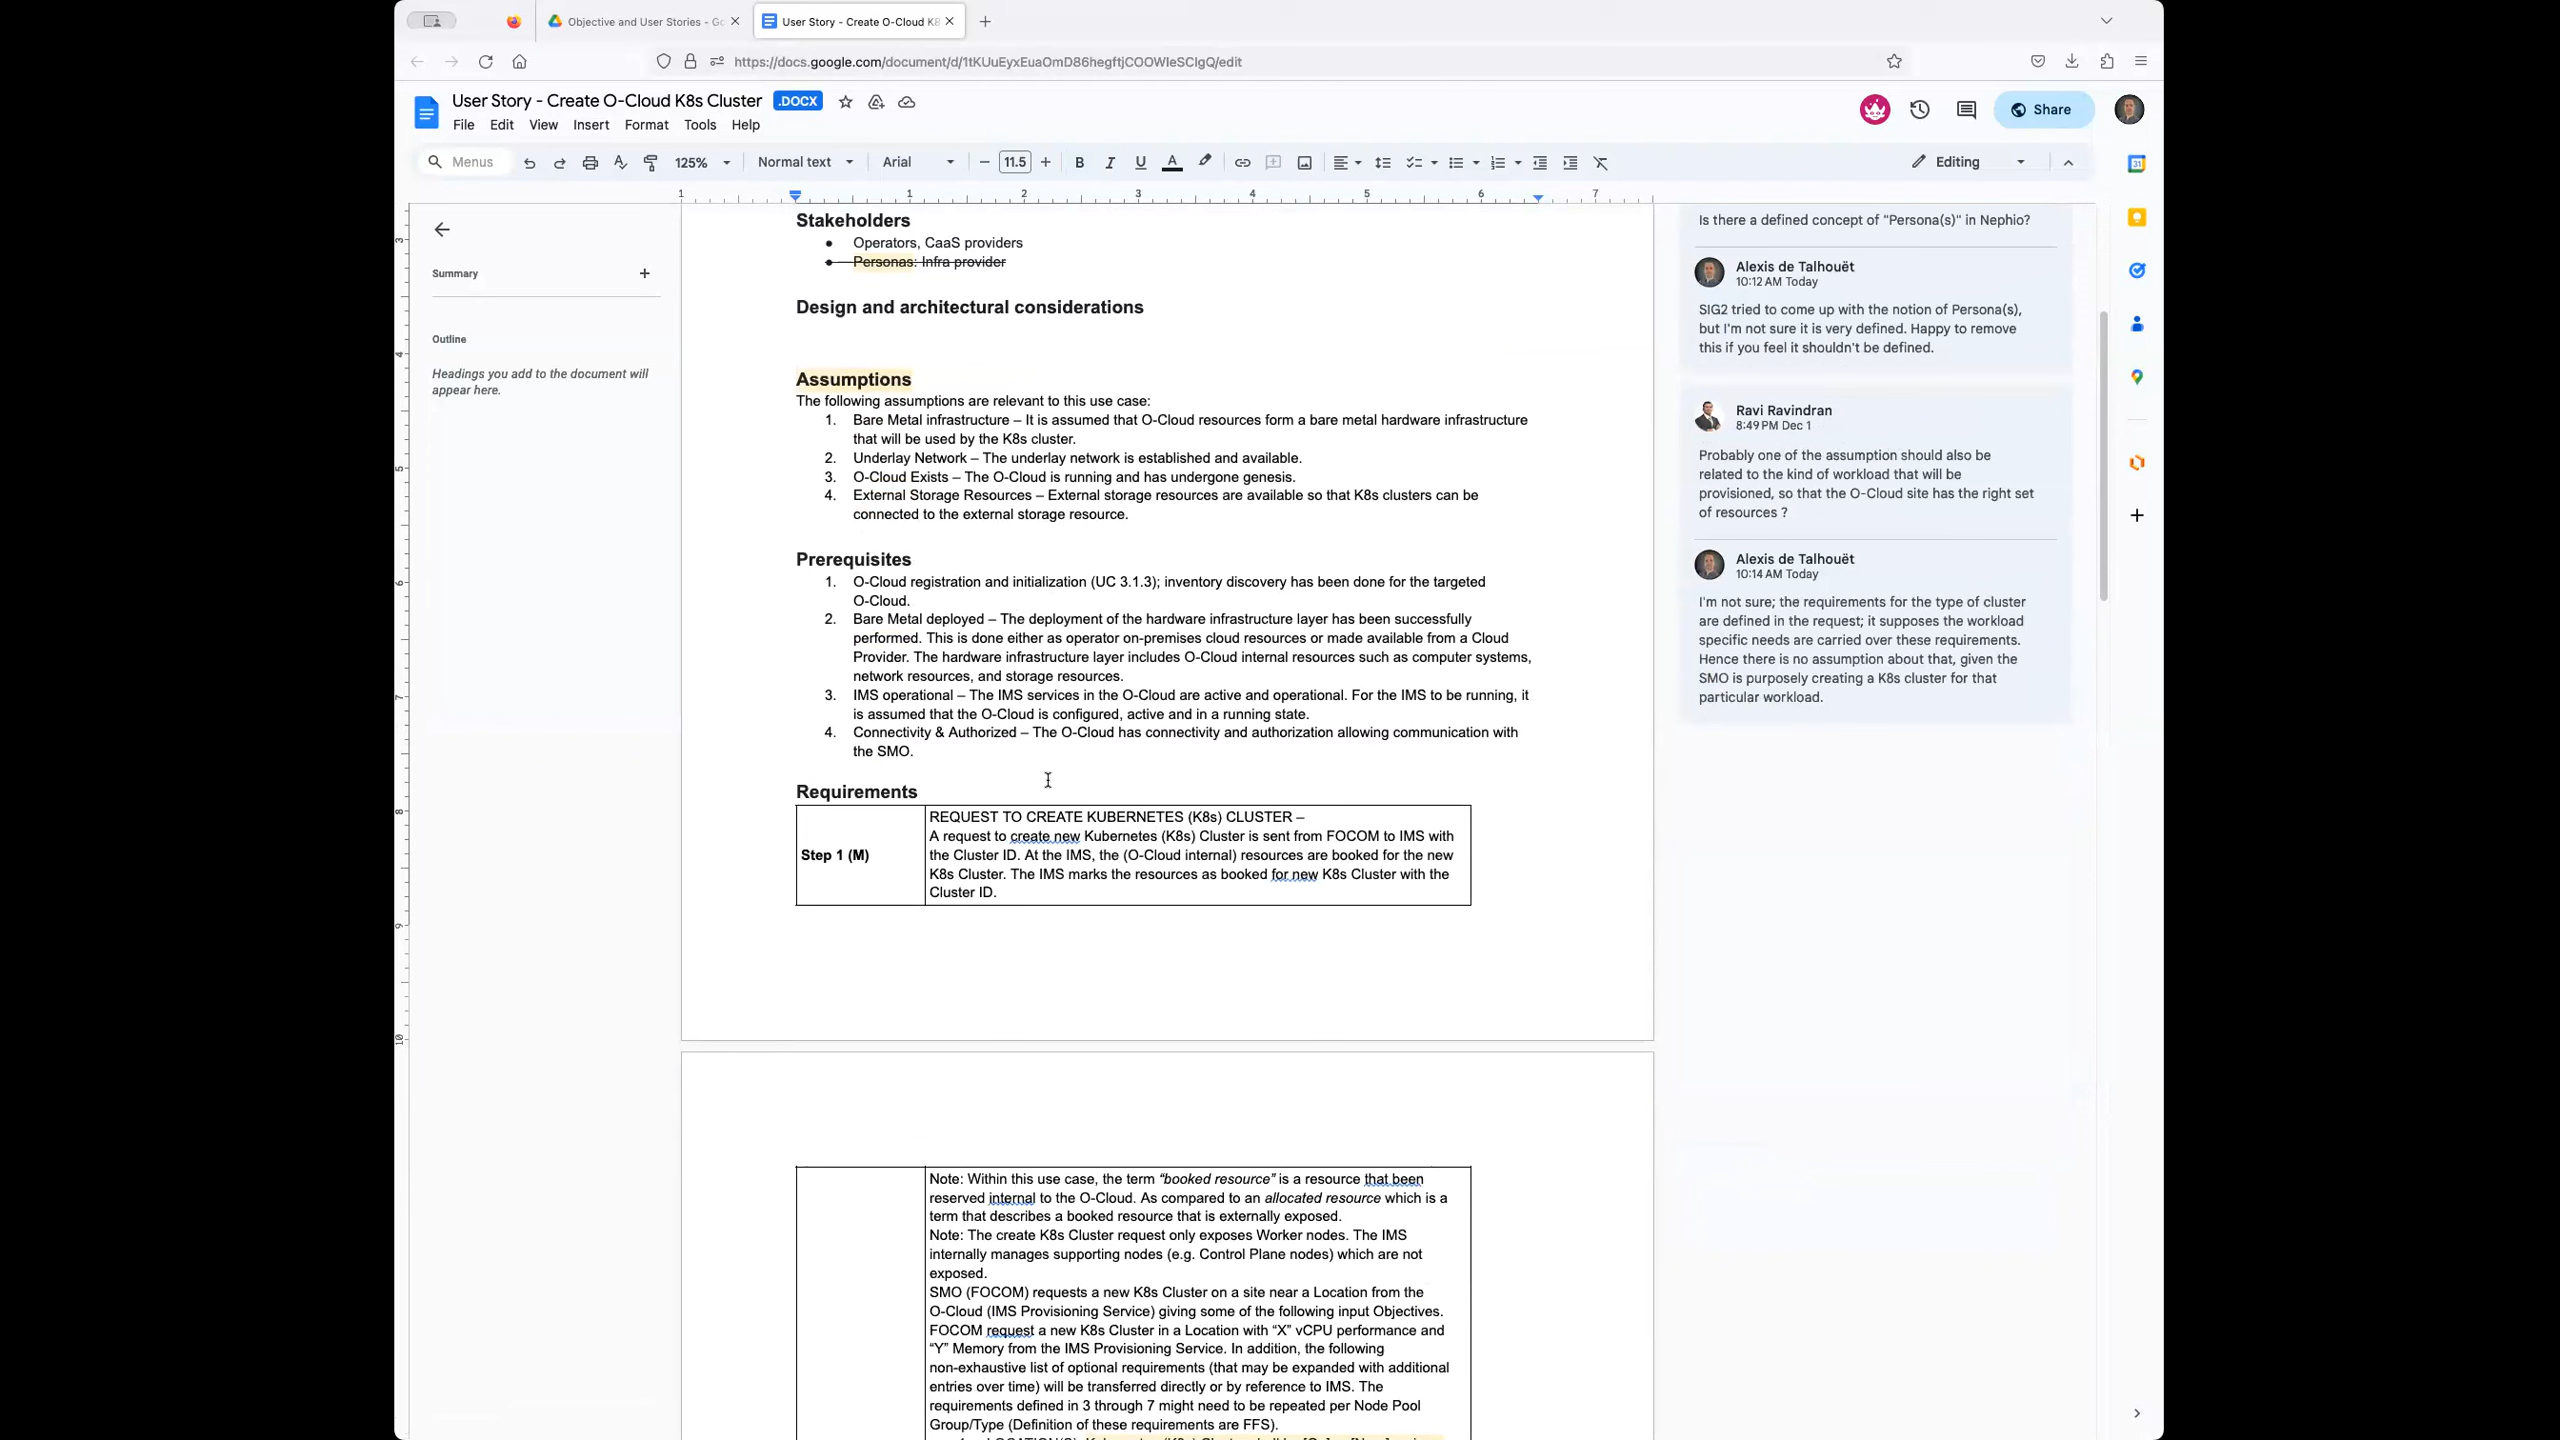 Objective and User Stories - Go
User Story - Create O-Cloud K8
https://docs.google.com/document/d/1tKUuEyxEuaOmD86hegftjCOOWIeSClgQ/edit
User Story - Create O-Cloud K8s Cluster
.DOCX
File Edit View Insert Format Tools Help
Share
Menus
125%
Normal text
Arial
11.5
Editing
1 1 2 3 4 5 6 7
Summary
Outline
Headings you add to the document will
appear here.
Stakeholders
● Operators, CaaS providers
● Personas: Infra provider
Design and architectural considerations
Assumptions
The following assumptions are relevant to this use case:
1. Bare Metal infrastructure – It is assumed that O-Cloud resources form a bare metal hardware infrastructure
that will be used by the K8s cluster.
2. Underlay Network – The underlay network is established and available.
3. O-Cloud Exists – The O-Cloud is running and has undergone genesis.
4. External Storage Resources – External storage resources are available so that K8s clusters can be
connected to the external storage resource.
Prerequisites
1. O-Cloud registration and initialization (UC 3.1.3); inventory discovery has been done for the targeted
O-Cloud.
2. Bare Metal deployed – The deployment of the hardware infrastructure layer has been successfully
performed. This is done either as operator on-premises cloud resources or made available from a Cloud
Provider. The hardware infrastructure layer includes O-Cloud internal resources such as computer systems,
network resources, and storage resources.
3. IMS operational – The IMS services in the O-Cloud are active and operational. For the IMS to be running, it
is assumed that the O-Cloud is configured, active and in a running state.
4. Connectivity & Authorized – The O-Cloud has connectivity and authorization allowing communication with
the SMO.
Requirements
Step 1 (M)
REQUEST TO CREATE KUBERNETES (K8s) CLUSTER –
A request to create new Kubernetes (K8s) Cluster is sent from FOCOM to IMS with
the Cluster ID. At the IMS, the (O-Cloud internal) resources are booked for the new
K8s Cluster. The IMS marks the resources as booked for new K8s Cluster with the
Cluster ID.
Note: Within this use case, the term “booked resource” is a resource that been
reserved internal to the O-Cloud. As compared to an allocated resource which is a
term that describes a booked resource that is externally exposed.
Note: The create K8s Cluster request only exposes Worker nodes. The IMS
internally manages supporting nodes (e.g. Control Plane nodes) which are not
exposed.
SMO (FOCOM) requests a new K8s Cluster on a site near a Location from the
O-Cloud (IMS Provisioning Service) giving some of the following input Objectives.
FOCOM request a new K8s Cluster in a Location with “X” vCPU performance and
“Y” Memory from the IMS Provisioning Service. In addition, the following
non-exhaustive list of optional requirements (that may be expanded with additional
entries over time) will be transferred directly or by reference to IMS. The
requirements defined in 3 through 7 might need to be repeated per Node Pool
Group/Type (Definition of these requirements are FFS).
Is there a defined concept of "Persona(s)" in Nephio?
Alexis de Talhouët
10:12 AM Today
SIG2 tried to come up with the notion of Persona(s),
but I'm not sure it is very defined. Happy to remove
this if you feel it shouldn't be defined.
Ravi Ravindran
8:49 PM Dec 1
Probably one of the assumption should also be
related to the kind of workload that will be
provisioned, so that the O-Cloud site has the right set
of resources ?
Alexis de Talhouët
10:14 AM Today
I'm not sure; the requirements for the type of cluster
are defined in the request; it supposes the workload
specific needs are carried over these requirements.
Hence there is no assumption about that, given the
SMO is purposely creating a K8s cluster for that
particular workload.
3
4
5
6
7
8
9
10
31